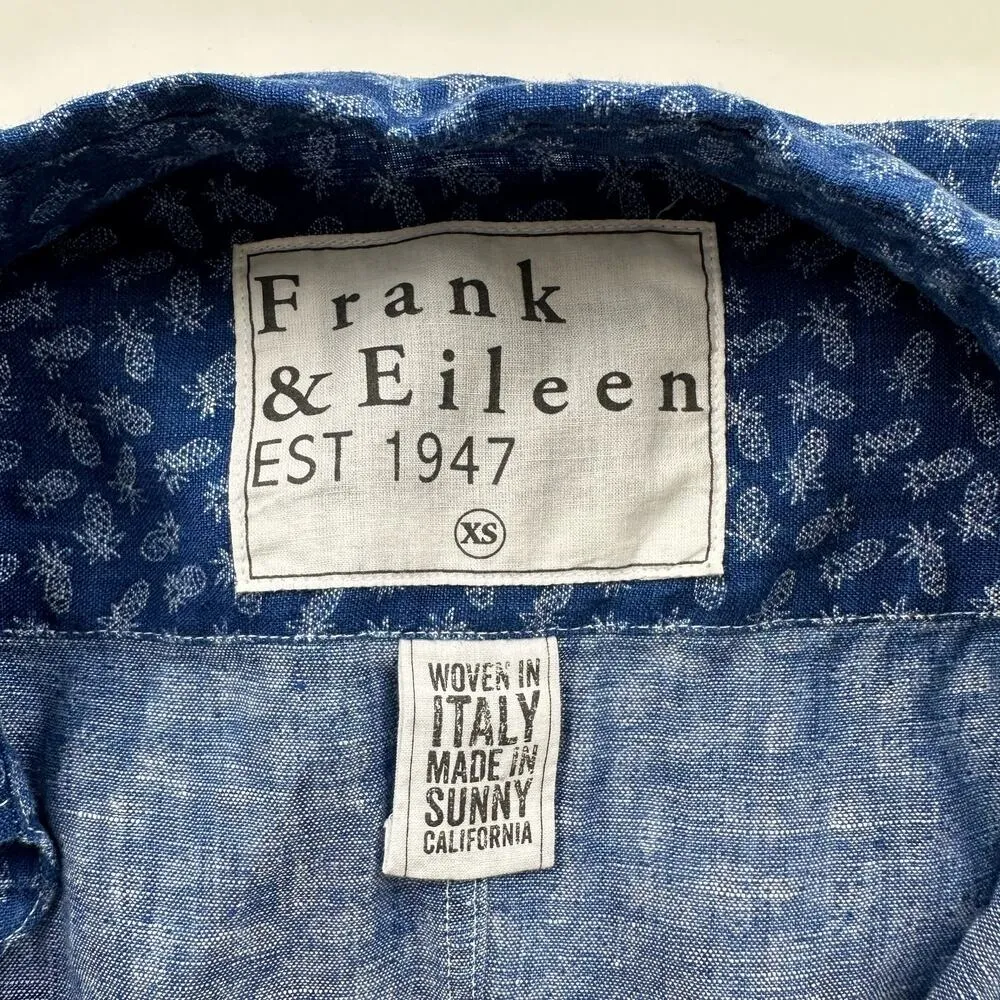 Frank
& Eileen
EST 1947
XS
WOVEN IN
ITALY
MADE IN
SUNNY
CALIFORNIA